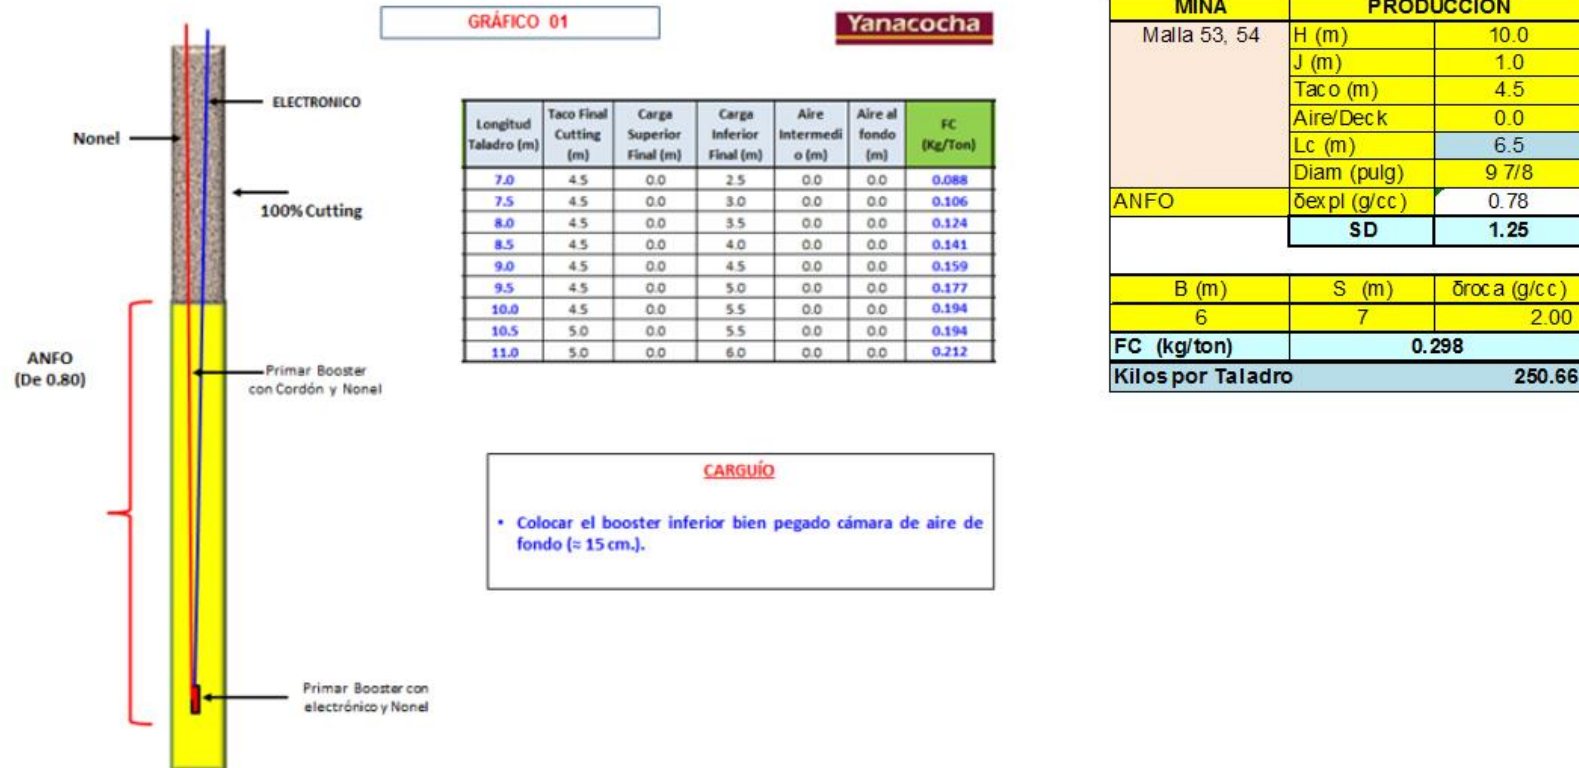 GRÁFICO 01
Yanacocha
ELECTRONICO
Nonel
100% Cutting
ANFO
(De 0.80)
Primar Booster
con Cordón y Nonel
Primar Booster con
electrónico y Nonel
Longitud Taladro (m) Taco Final Cutting (m) Carga Superior Final (m) Carga Inferior Final (m) Aire Intermedi o (m) Aire al fondo (m) FC (Kg/Ton)
7.0 4.5 0.0 2.5 0.0 0.0 0.088
7.5 4.5 0.0 3.0 0.0 0.0 0.106
8.0 4.5 0.0 3.5 0.0 0.0 0.124
8.5 4.5 0.0 4.0 0.0 0.0 0.141
9.0 4.5 0.0 4.5 0.0 0.0 0.159
9.5 4.5 0.0 5.0 0.0 0.0 0.177
10.0 4.5 0.0 5.5 0.0 0.0 0.194
10.5 5.0 0.0 5.5 0.0 0.0 0.194
11.0 5.0 0.0 6.0 0.0 0.0 0.212
CARGUÍO
• Colocar el booster inferior bien pegado cámara de aire de
fondo (≈ 15 cm.).
MINA PRODUCCION
Malla 53, 54 H (m) 10.0
J (m) 1.0
Taco (m) 4.5
Aire/Deck 0.0
Lc (m) 6.5
Diam (pulg) 9 7/8
ANFO δexpl (g/cc) 0.78
SD 1.25
B (m) S (m) δroca (g/cc)
6 7 2.00
FC (kg/ton) 0.298
Kilos por Taladro 250.66